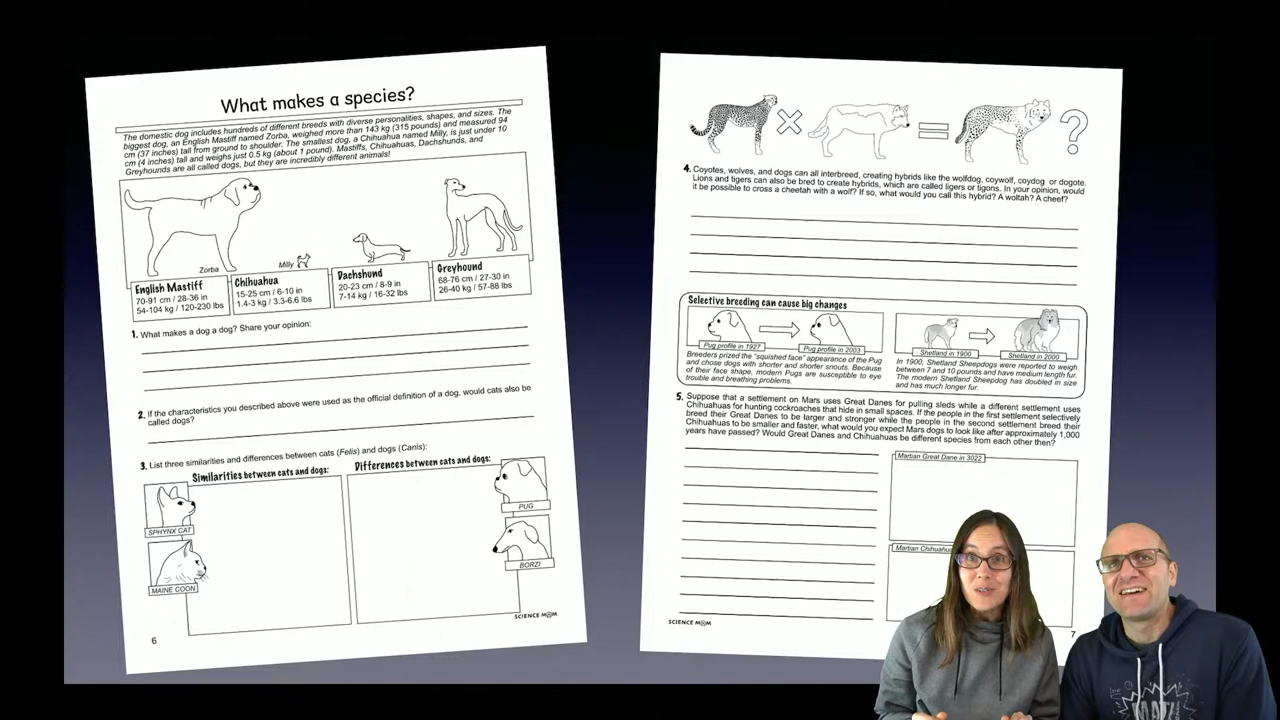 What makes a species?
The domestic dog includes hundreds of different breeds with diverse personalities, shapes, and sizes. The
biggest dog, an English Mastiff named Zorba, weighed more than 143 kg (315 pounds) and measured 94
cm (37 inches) tall from ground to shoulder. The smallest dog, a Chihuahua named Milly, is just under 10
cm (4 inches) tall and weighs just 0.5 kg (about 1 pound). Mastiffs, Chihuahuas, Dachshunds, and
Greyhounds are all called dogs, but they are incredibly different animals!
Zorba
Milly
English Mastiff
70-91 cm / 28-36 in
54-104 kg / 120-230 lbs
Chihuahua
15-25 cm / 6-10 in
1.4-3 kg / 3.3-6.6 lbs
Dachshund
20-23 cm / 8-9 in
7-14 kg / 16-32 lbs
Greyhound
68-76 cm / 27-30 in
26-40 kg / 57-88 lbs
1. What makes a dog a dog? Share your opinion:
2. If the characteristics you described above were used as the official definition of a dog, would cats also be
called dogs?
3. List three similarities and differences between cats (Felis) and dogs (Canis):
Similarities between cats and dogs:
Differences between cats and dogs:
SPHYNX CAT
MAINE COON
PUG
BORZI
SCIENCE MOM
6
?
4. Coyotes, wolves, and dogs can all interbreed, creating hybrids like the wolfdog, coywolf, coydog or dogote.
Lions and tigers can also be bred to create hybrids, which are called ligers or tigons. In your opinion, would
it be possible to cross a cheetah with a wolf? If so, what would you call this hybrid? A woltah? A cheef?
Selective breeding can cause big changes
Pug profile in 1927
Pug profile in 2003
Breeders prized the "squished face" appearance of the Pug
and chose dogs with shorter and shorter snouts. Because
of their face shape, modern Pugs are susceptible to eye
trouble and breathing problems.
Shetland in 1900
Shetland in 2000
In 1900, Shetland Sheepdogs were reported to weigh
between 7 and 10 pounds and have medium length fur.
The modern Shetland Sheepdog has doubled in size
and has much longer fur.
5. Suppose that a settlement on Mars uses Great Danes for pulling sleds while a different settlement uses
Chihuahuas for hunting cockroaches that hide in small spaces. If the people in the first settlement selectively
breed their Great Danes to be larger and stronger while the people in the second settlement breed their
Chihuahuas to be smaller and faster, what would you expect Mars dogs to look like after approximately 1,000
years have passed? Would Great Danes and Chihuahuas be different species from each other then?
Martian Great Dane in 3022
Martian Chihuahu
SCIENCE MOM
7
MATH